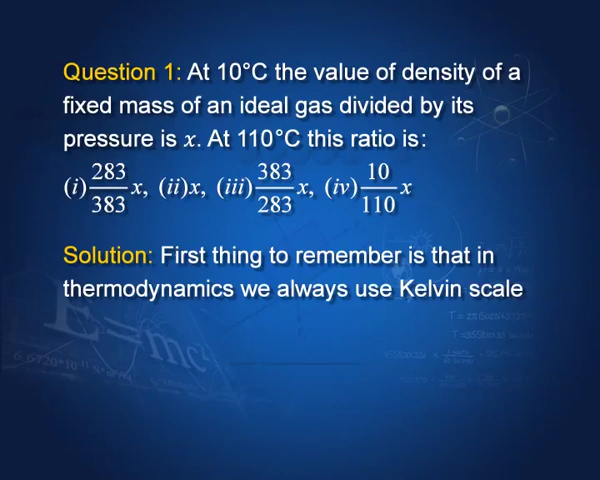 Question 1: At 10°C the value of density of a
fixed mass of an ideal gas divided by its
pressure is x. At 110°C this ratio is:
(i) 283/383 x, (ii) x, (iii) 383/283 x, (iv) 10/110 x
Solution: First thing to remember is that in
thermodynamics we always use Kelvin scale
E=mc²